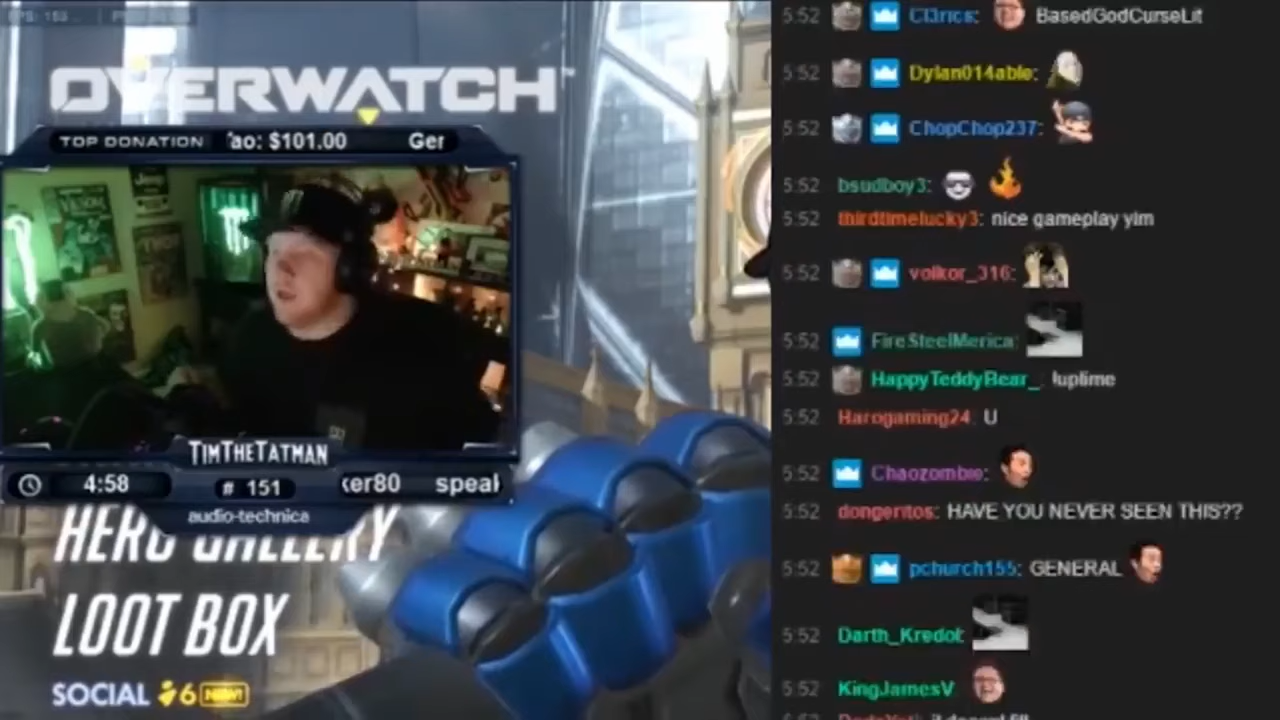 OVERWATCH
TOP DONATION 'ao: $101.00 Ger
TIMTHETATMAN
4:58 # 151 ker80 speak
audio-technica
HERO GALLERY
LOOT BOX
SOCIAL 6 NEW!
5:52 Cl3rics: BasedGodCurseLit
5:52 Dylan014able:
5:52 ChopChop237:
5:52 bsudboy3:
5:52 thirdtimelucky3: nice gameplay yim
5:52 volkor_316:
5:52 FireSteelMerica:
5:52 HappyTeddyBear_: !uptime
5:52 Harogaming24: U
5:52 Chaozombie:
5:52 dongeritos: HAVE YOU NEVER SEEN THIS??
5:52 pchurch155: GENERAL
5:52 Darth_Kredol:
5:52 KingJamesV